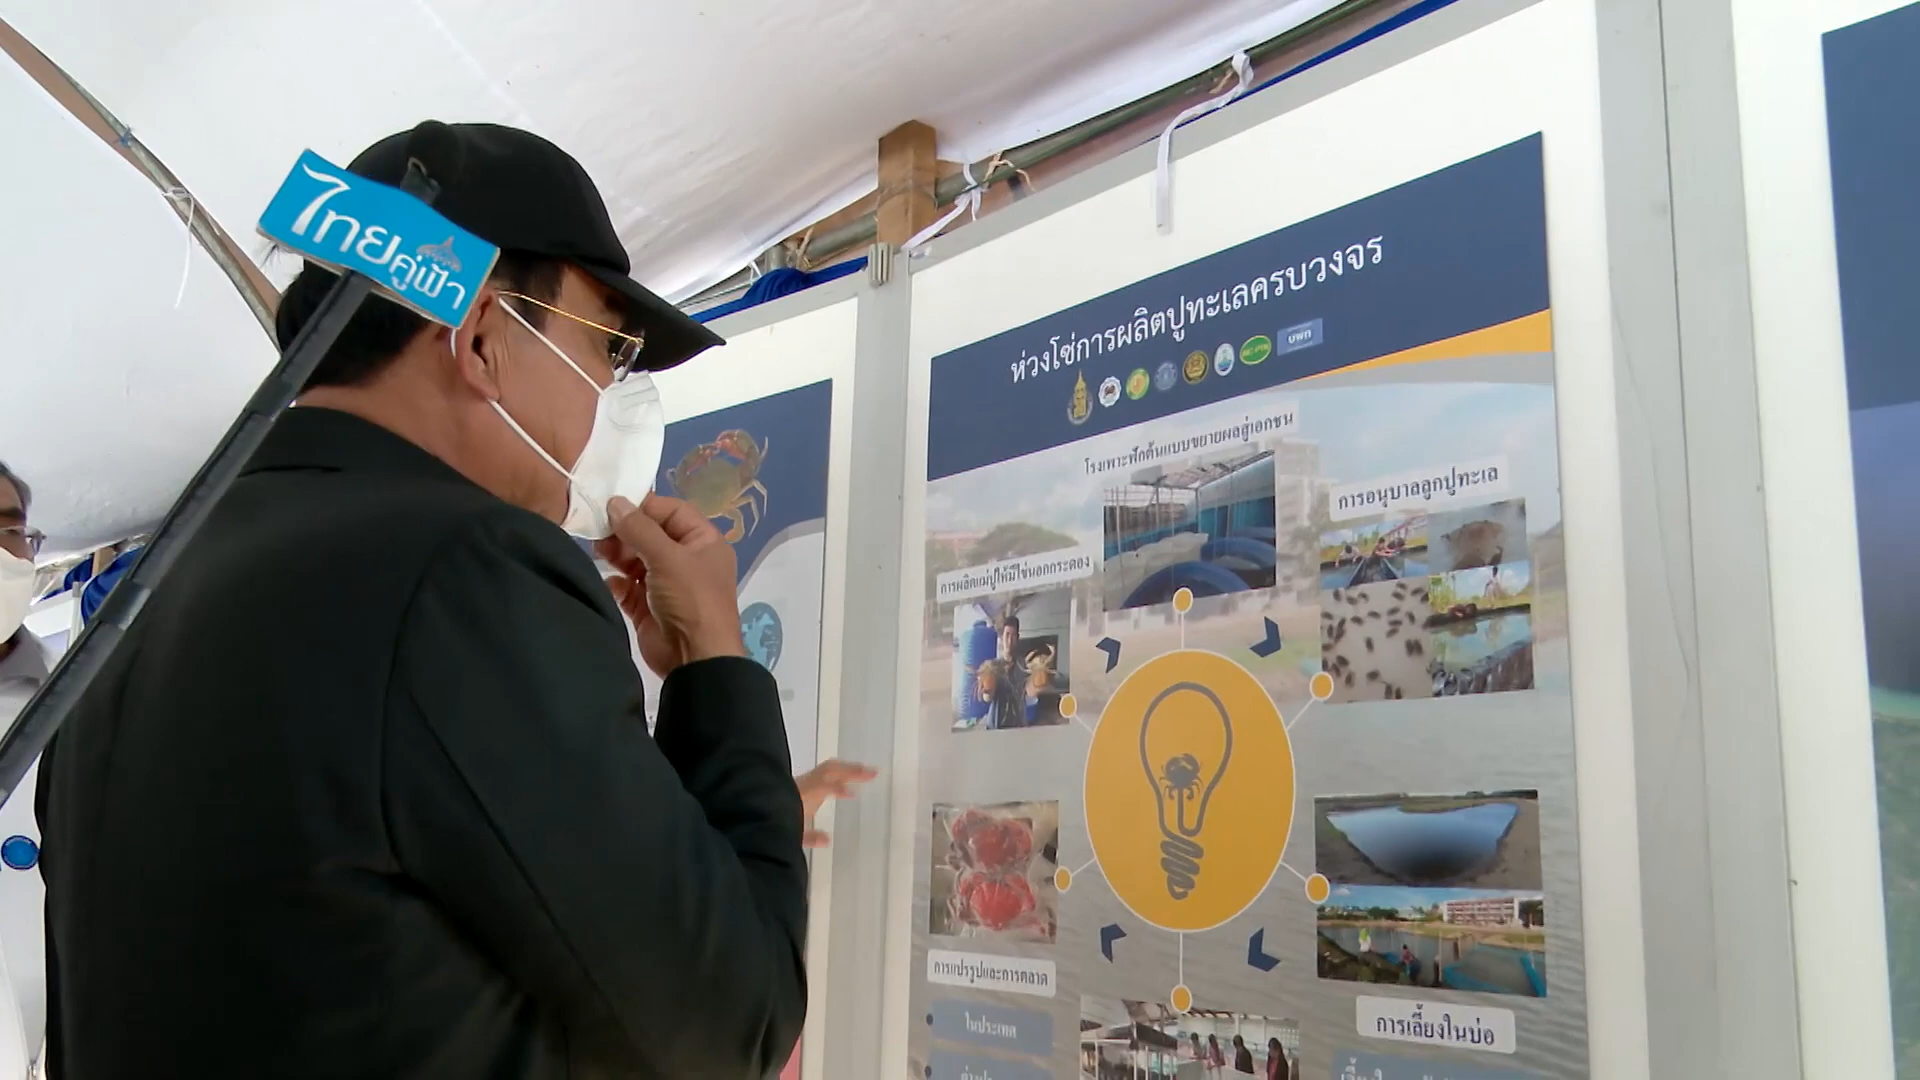 ไทยคู่ฟ้า
ห่วงโซ่การผลิตปูทะเลครบวงจร
บพท
โรงเพาะฟักต้นแบบขยายผลสู่เอกชน
การอนุบาลลูกปูทะเล
การผลิตแม่ปูให้มีไข่นอกกระดอง
การแปรรูปและการตลาด
ในประเทศ
การเลี้ยงในบ่อ